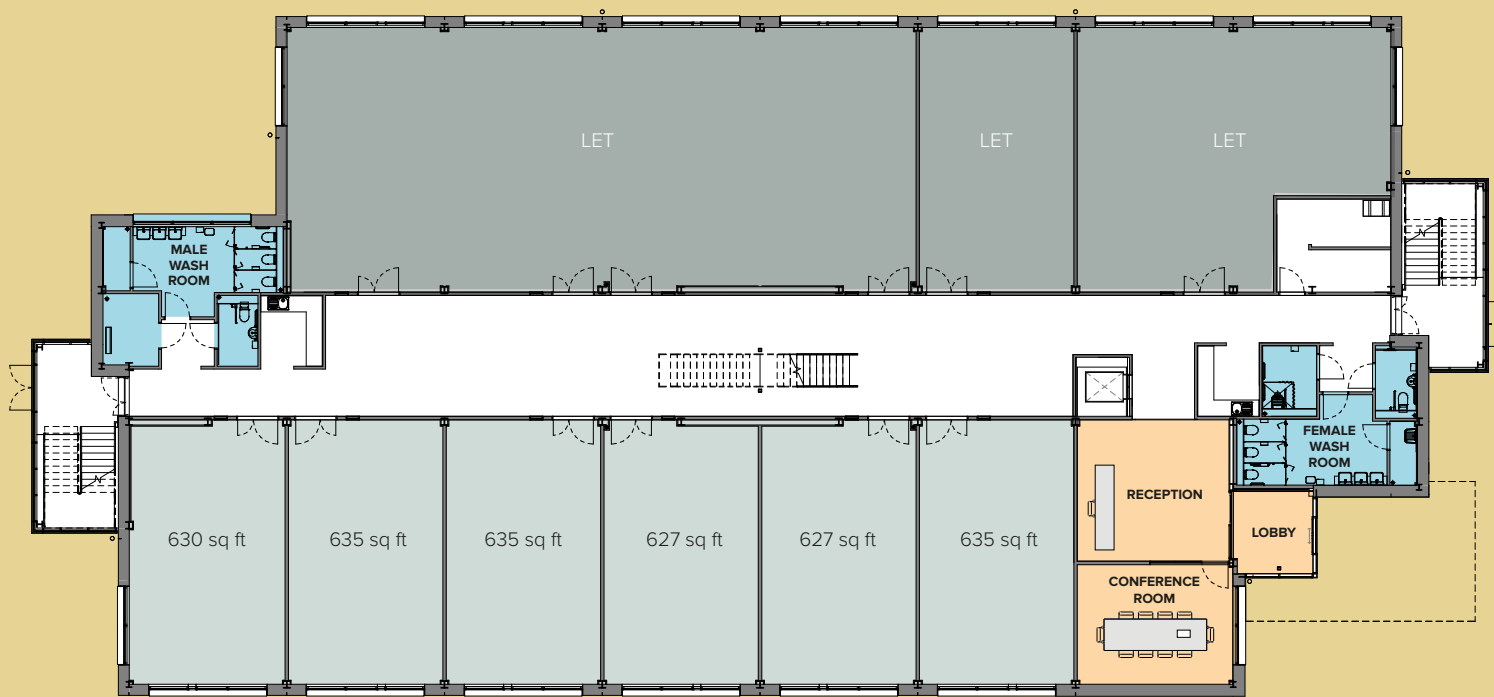 LET
LET
LET
MALE
WASH
ROOM
FEMALE
WASH
ROOM
RECEPTION
LOBBY
630 sq ft
635 sq ft
635 sq ft
627 sq ft
627 sq ft
635 sq ft
CONFERENCE
ROOM